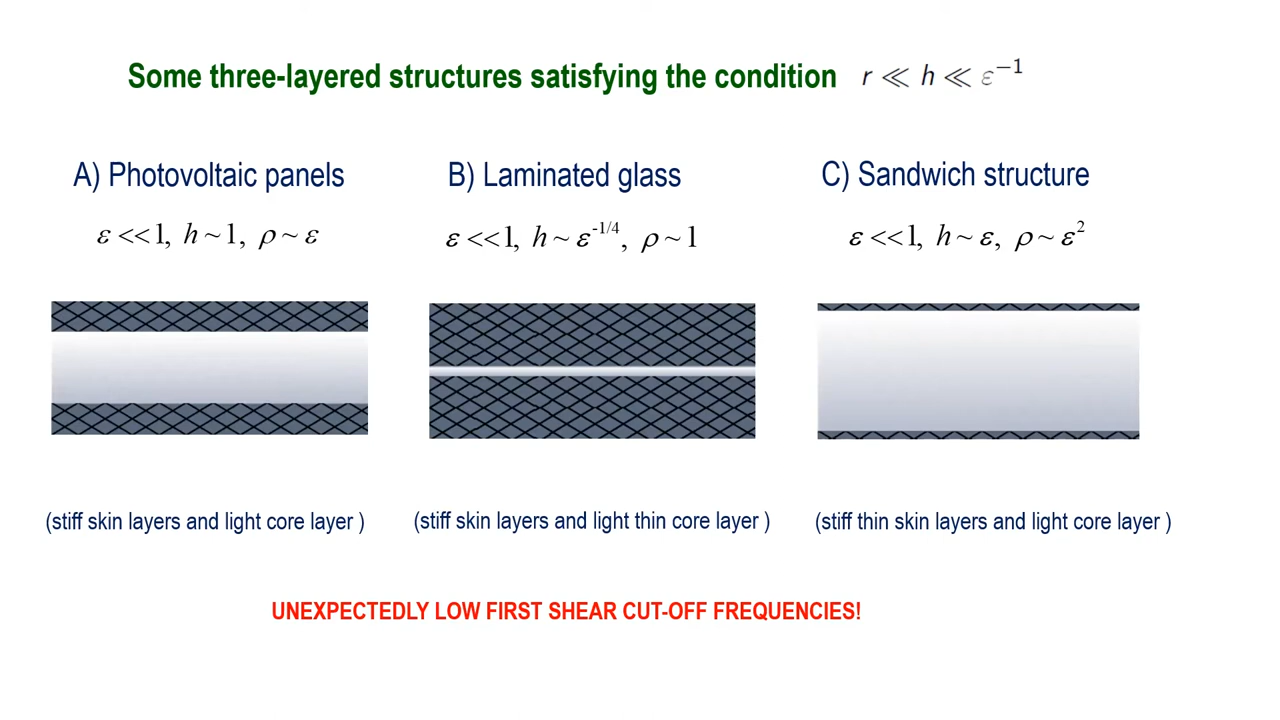 Some three-layered structures satisfying the condition r ≪ h ≪ ε⁻¹
A) Photovoltaic panels
B) Laminated glass
C) Sandwich structure
ε <<1, h ~ 1, ρ ~ ε
ε <<1, h ~ ε^-1/4, ρ ~ 1
ε <<1, h ~ ε, ρ ~ ε²
(stiff skin layers and light core layer )
(stiff skin layers and light thin core layer )
(stiff thin skin layers and light core layer )
UNEXPECTEDLY LOW FIRST SHEAR CUT-OFF FREQUENCIES!